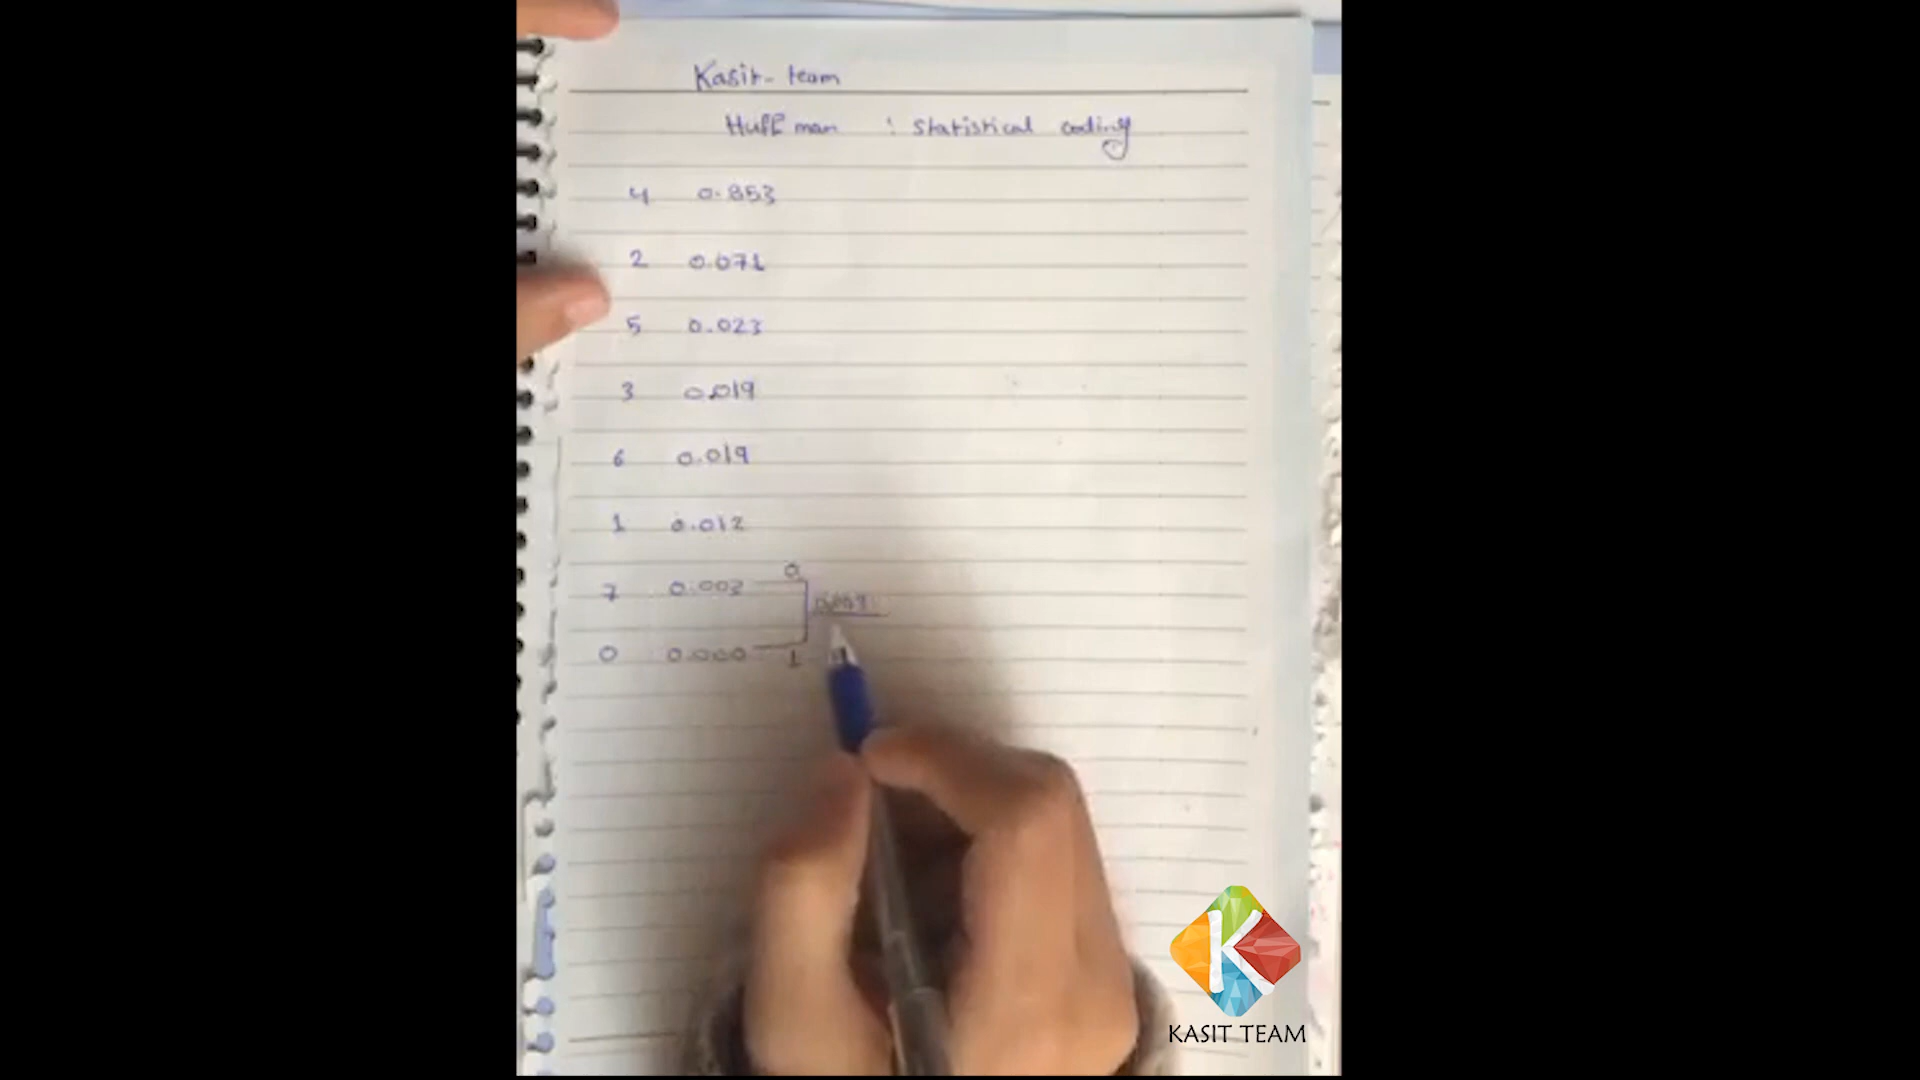 Kasit-team
Huffman : statistical coding
4 0.853
2 0.071
5 0.023
3 0.019
6 0.019
1 0.012
0
7 0.003
0 0.000 1
KASIT TEAM